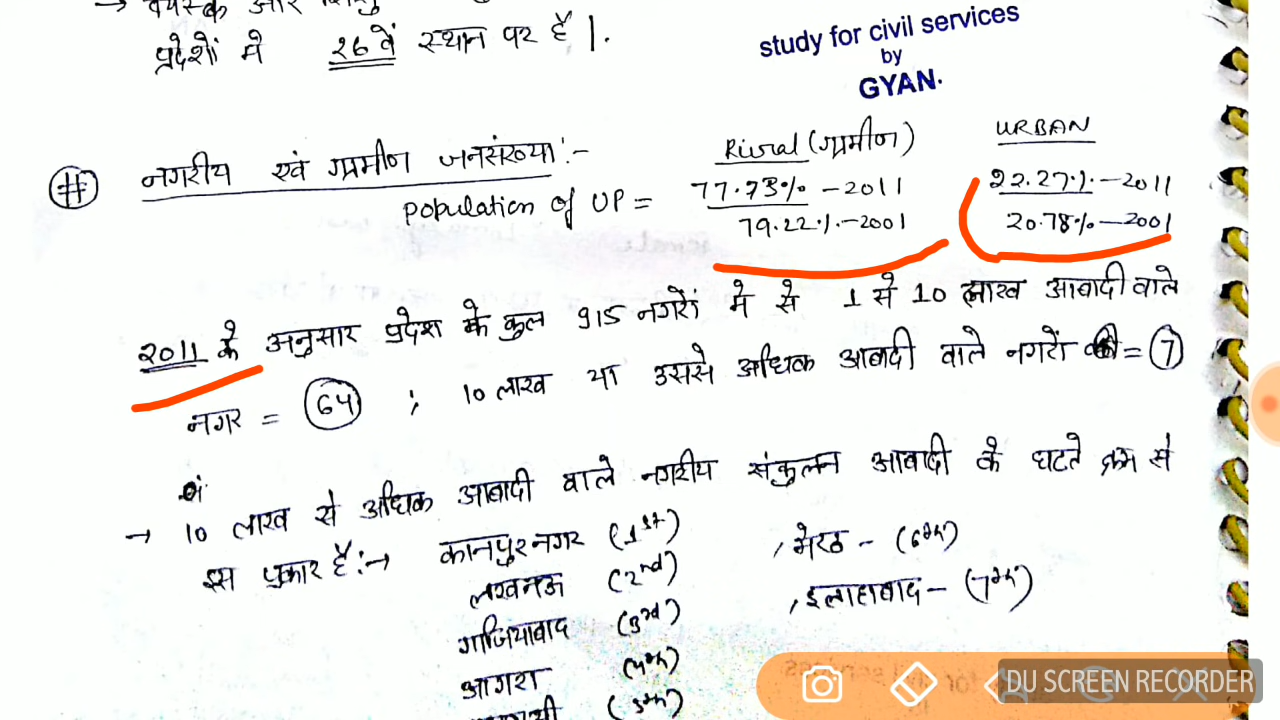 → वयस्क और शिशु
प्रदेशों मे 26 वें स्थान पर है |.
study for civil services
by
GYAN.
# नगरीय एवं ग्रामीण जनसंख्या :-
Rural (ग्रामीण)
URBAN
Population of UP = 77.73% - 2011
22.27% - 2011
79.22% - 2001
20.78% - 2001
2011 के अनुसार प्रदेश के कुल 915 नगरों मे से 1 से 10 लाख आबादी वाले
नगर = 64 ; 10 लाख या उससे अधिक आबादी वाले नगरों की = 7
→ 10 लाख से अधिक आबादी वाले नगरीय संकुलन आबादी के घटते क्रम से
इस प्रकार हैं :→ कानपुर नगर (1st) , मेरठ - (6th)
लखनऊ (2nd) , इलाहाबाद - (7th)
गाजियाबाद (3rd)
आगरा (4th)
(5th)
DU SCREEN RECORDER